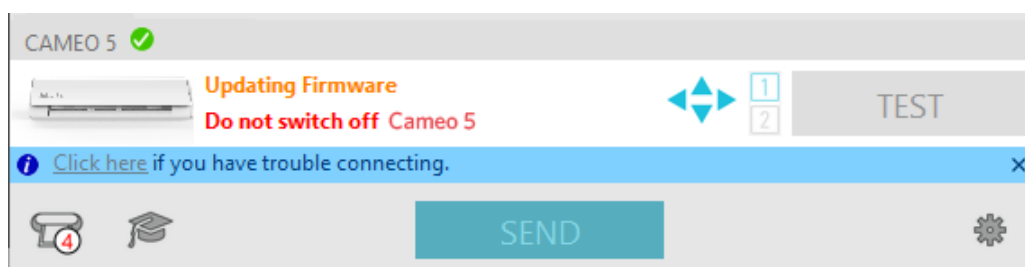 CAMEO 5
Updating Firmware
Do not switch off Cameo 5
1
2
TEST
Click here if you have trouble connecting.
4
SEND